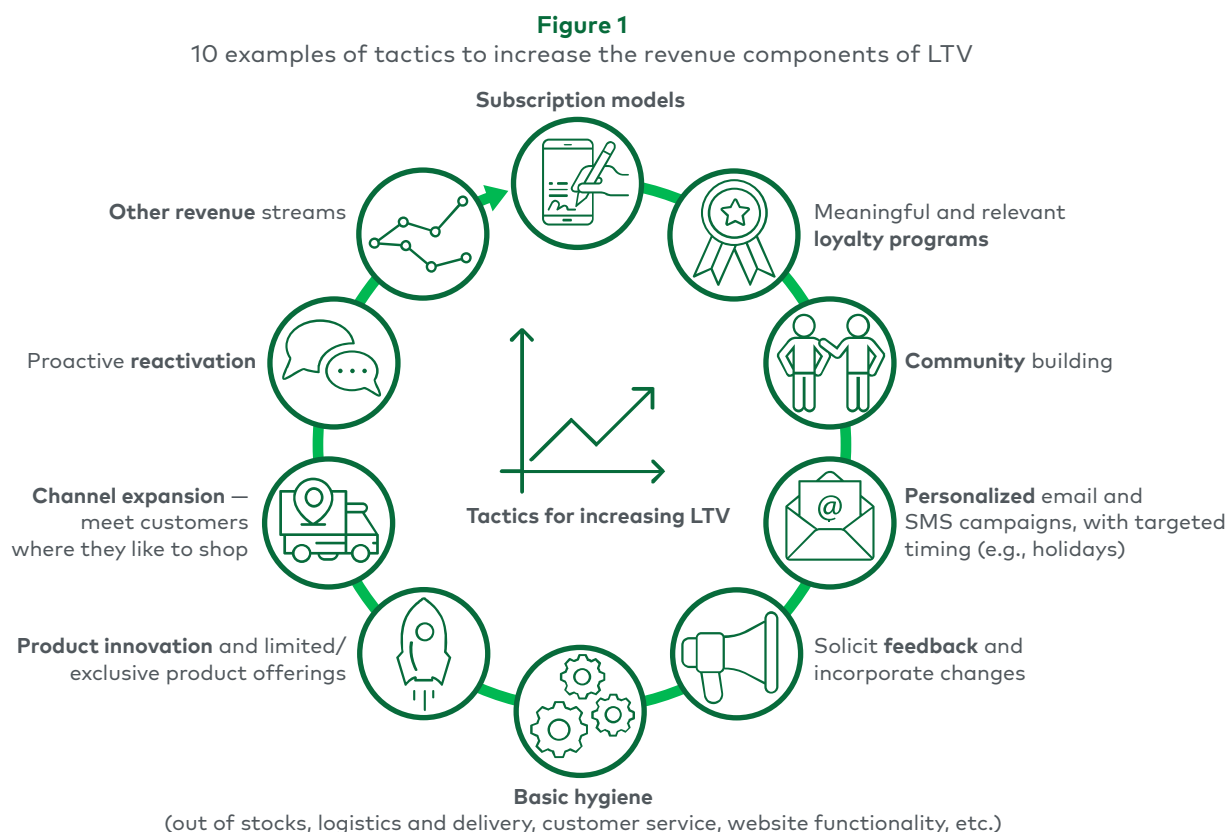 Figure 1
10 examples of tactics to increase the revenue components of LTV
Subscription models
Meaningful and relevant
loyalty programs
Community building
@
Personalized email and
SMS campaigns, with targeted
timing (e.g., holidays)
Solicit feedback and
incorporate changes
Basic hygiene
(out of stocks, logistics and delivery, customer service, website functionality, etc.)
Product innovation and limited/
exclusive product offerings
Channel expansion —
meet customers
where they like to shop
Proactive reactivation
Other revenue streams
Tactics for increasing LTV